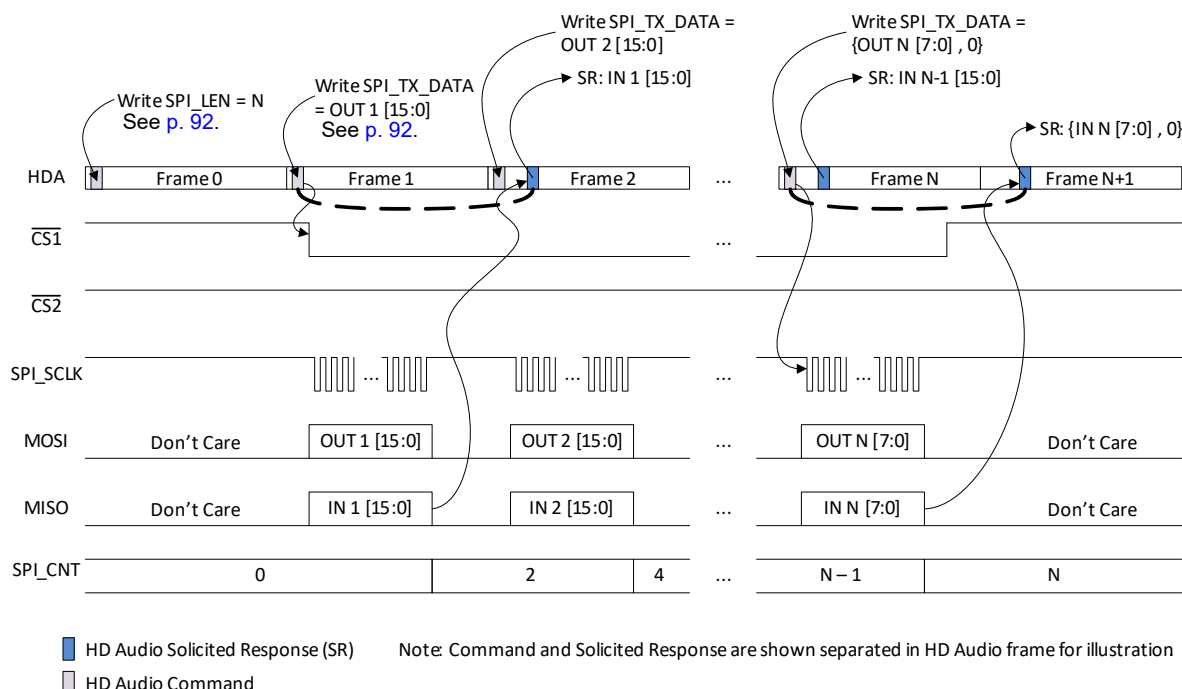 Write SPI_LEN = N
See p. 92.
Write SPI_TX_DATA
= OUT 1 [15:0]
See p. 92.
Write SPI_TX_DATA =
OUT 2 [15:0]
SR: IN 1 [15:0]
Write SPI_TX_DATA =
{OUT N [7:0] , 0}
SR: IN N-1 [15:0]
SR: {IN N [7:0] , 0}
HDA Frame 0 Frame 1 Frame 2 ... Frame N Frame N+1
CS1 ...
CS2
SPI_SCLK ... ... ... ...
MOSI Don't Care OUT 1 [15:0] OUT 2 [15:0] ... OUT N [7:0] Don't Care
MISO Don't Care IN 1 [15:0] IN 2 [15:0] ... IN N [7:0] Don't Care
SPI_CNT 0 2 4 ... N – 1 N
HD Audio Solicited Response (SR) Note: Command and Solicited Response are shown separated in HD Audio frame for illustration
HD Audio Command